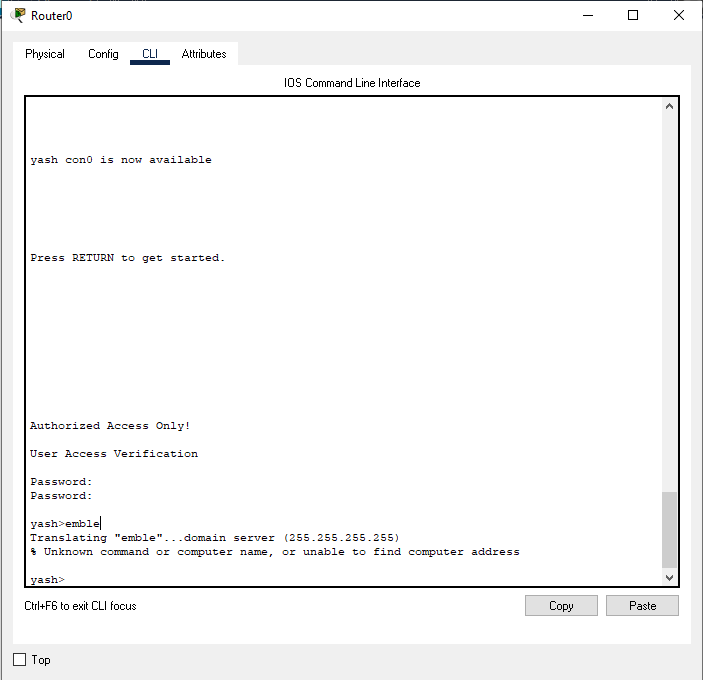 Router0
Physical Config CLI Attributes
IOS Command Line Interface
yash con0 is now available
Press RETURN to get started.
Authorized Access Only!
User Access Verification
Password:
Password:
yash>emble
Translating "emble"...domain server (255.255.255.255)
% Unknown command or computer name, or unable to find computer address
yash>
Ctrl+F6 to exit CLI focus
Copy Paste
Top